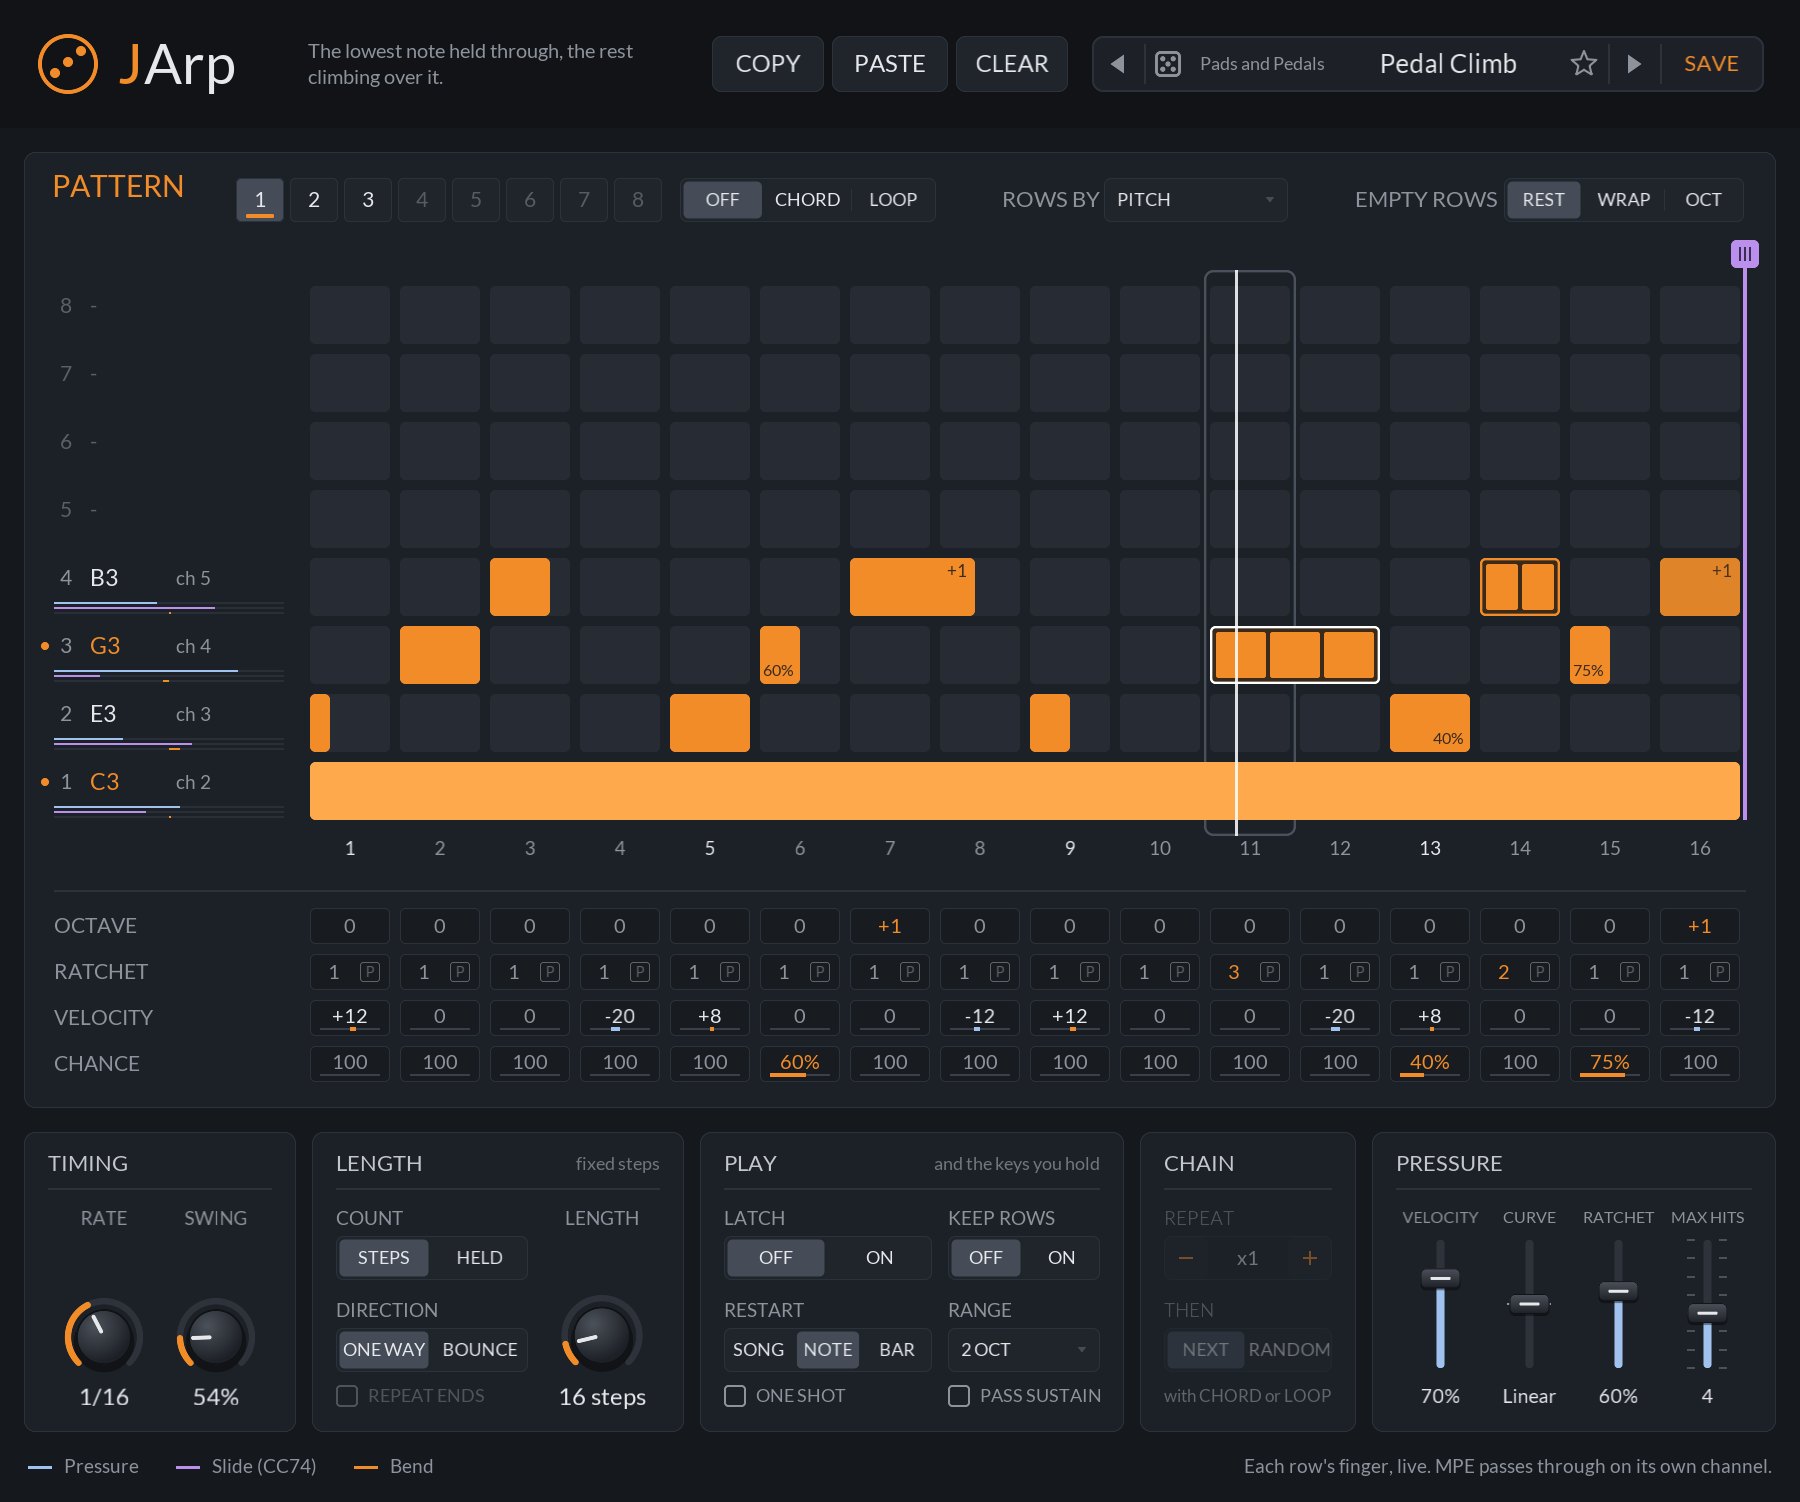 JArp
The lowest note held through, the rest
climbing over it.
COPY PASTE CLEAR
Pads and Pedals Pedal Climb SAVE
PATTERN 1 2 3 4 5 6 7 8 OFF CHORD LOOP ROWS BY PITCH EMPTY ROWS REST WRAP OCT
8 -
7 -
6 -
5 -
4 B3 ch 5 +1 +1
3 G3 ch 4 60% 75%
2 E3 ch 3 40%
1 C3 ch 2
1 2 3 4 5 6 7 8 9 10 11 12 13 14 15 16
OCTAVE 0 0 0 0 0 0 +1 0 0 0 0 0 0 0 0 +1
RATCHET 1 P 1 P 1 P 1 P 1 P 1 P 1 P 1 P 1 P 1 P 3 P 1 P 1 P 2 P 1 P 1 P
VELOCITY +12 0 0 -20 +8 0 0 -12 +12 0 0 -20 +8 0 0 -12
CHANCE 100 100 100 100 100 60% 100 100 100 100 100 100 40% 100 75% 100
TIMING
RATE SWING
1/16 54%
LENGTH fixed steps
COUNT LENGTH
STEPS HELD
DIRECTION
ONE WAY BOUNCE
REPEAT ENDS 16 steps
PLAY and the keys you hold
LATCH KEEP ROWS
OFF ON OFF ON
RESTART RANGE
SONG NOTE BAR 2 OCT
ONE SHOT PASS SUSTAIN
CHAIN
REPEAT
− x1 +
THEN
NEXT RANDOM
with CHORD or LOOP
PRESSURE
VELOCITY CURVE RATCHET MAX HITS
70% Linear 60% 4
Pressure Slide (CC74) Bend
Each row's finger, live. MPE passes through on its own channel.